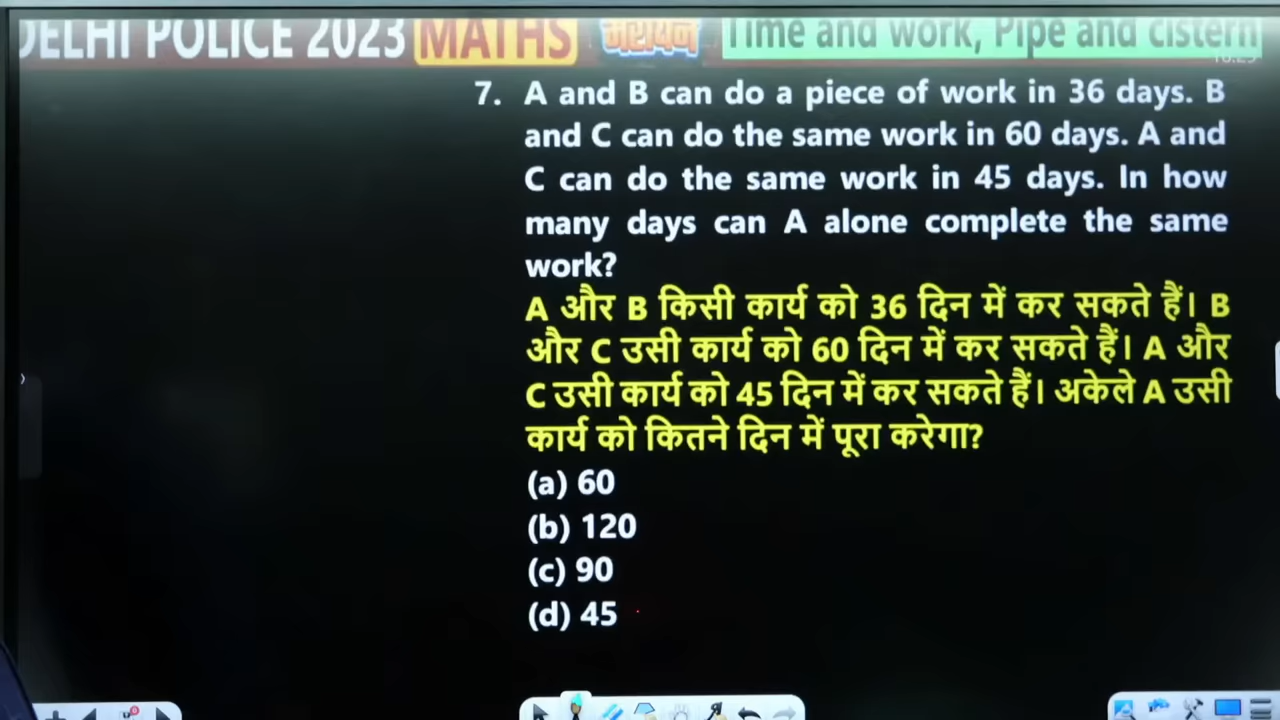 DELHI POLICE 2023 MATHS Time and work, Pipe and cistern
7. A and B can do a piece of work in 36 days. B
and C can do the same work in 60 days. A and
C can do the same work in 45 days. In how
many days can A alone complete the same
work?
A और B किसी कार्य को 36 दिन में कर सकते हैं। B
और C उसी कार्य को 60 दिन में कर सकते हैं। A और
C उसी कार्य को 45 दिन में कर सकते हैं। अकेले A उसी
कार्य को कितने दिन में पूरा करेगा?
(a) 60
(b) 120
(c) 90
(d) 45